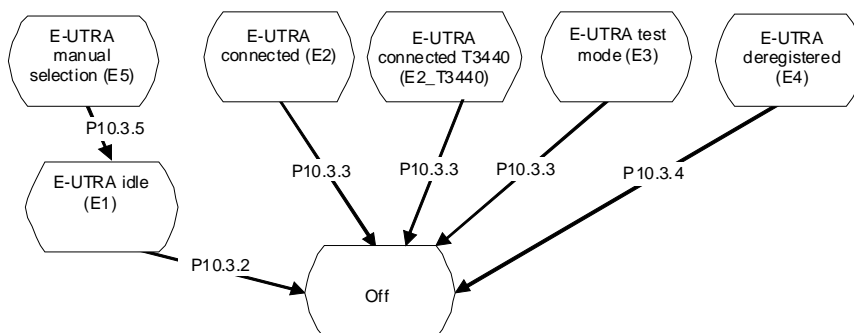 E-UTRA
manual
selection (E5)
E-UTRA
connected (E2)
E-UTRA
connected T3440
(E2_T3440)
E-UTRA test
mode (E3)
E-UTRA
deregistered
(E4)
P10.3.5
P10.3.3
P10.3.3
P10.3.3
P10.3.4
E-UTRA idle
(E1)
P10.3.2
Off